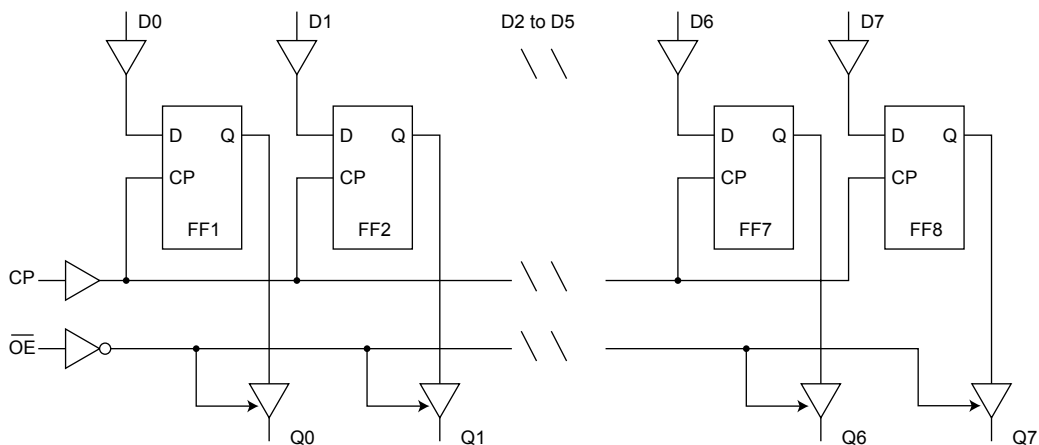 D0 D1 D2 to D5 D6 D7
D Q D Q D Q D Q
CP CP CP CP
FF1 FF2 FF7 FF8
CP
OE
Q0 Q1 Q6 Q7